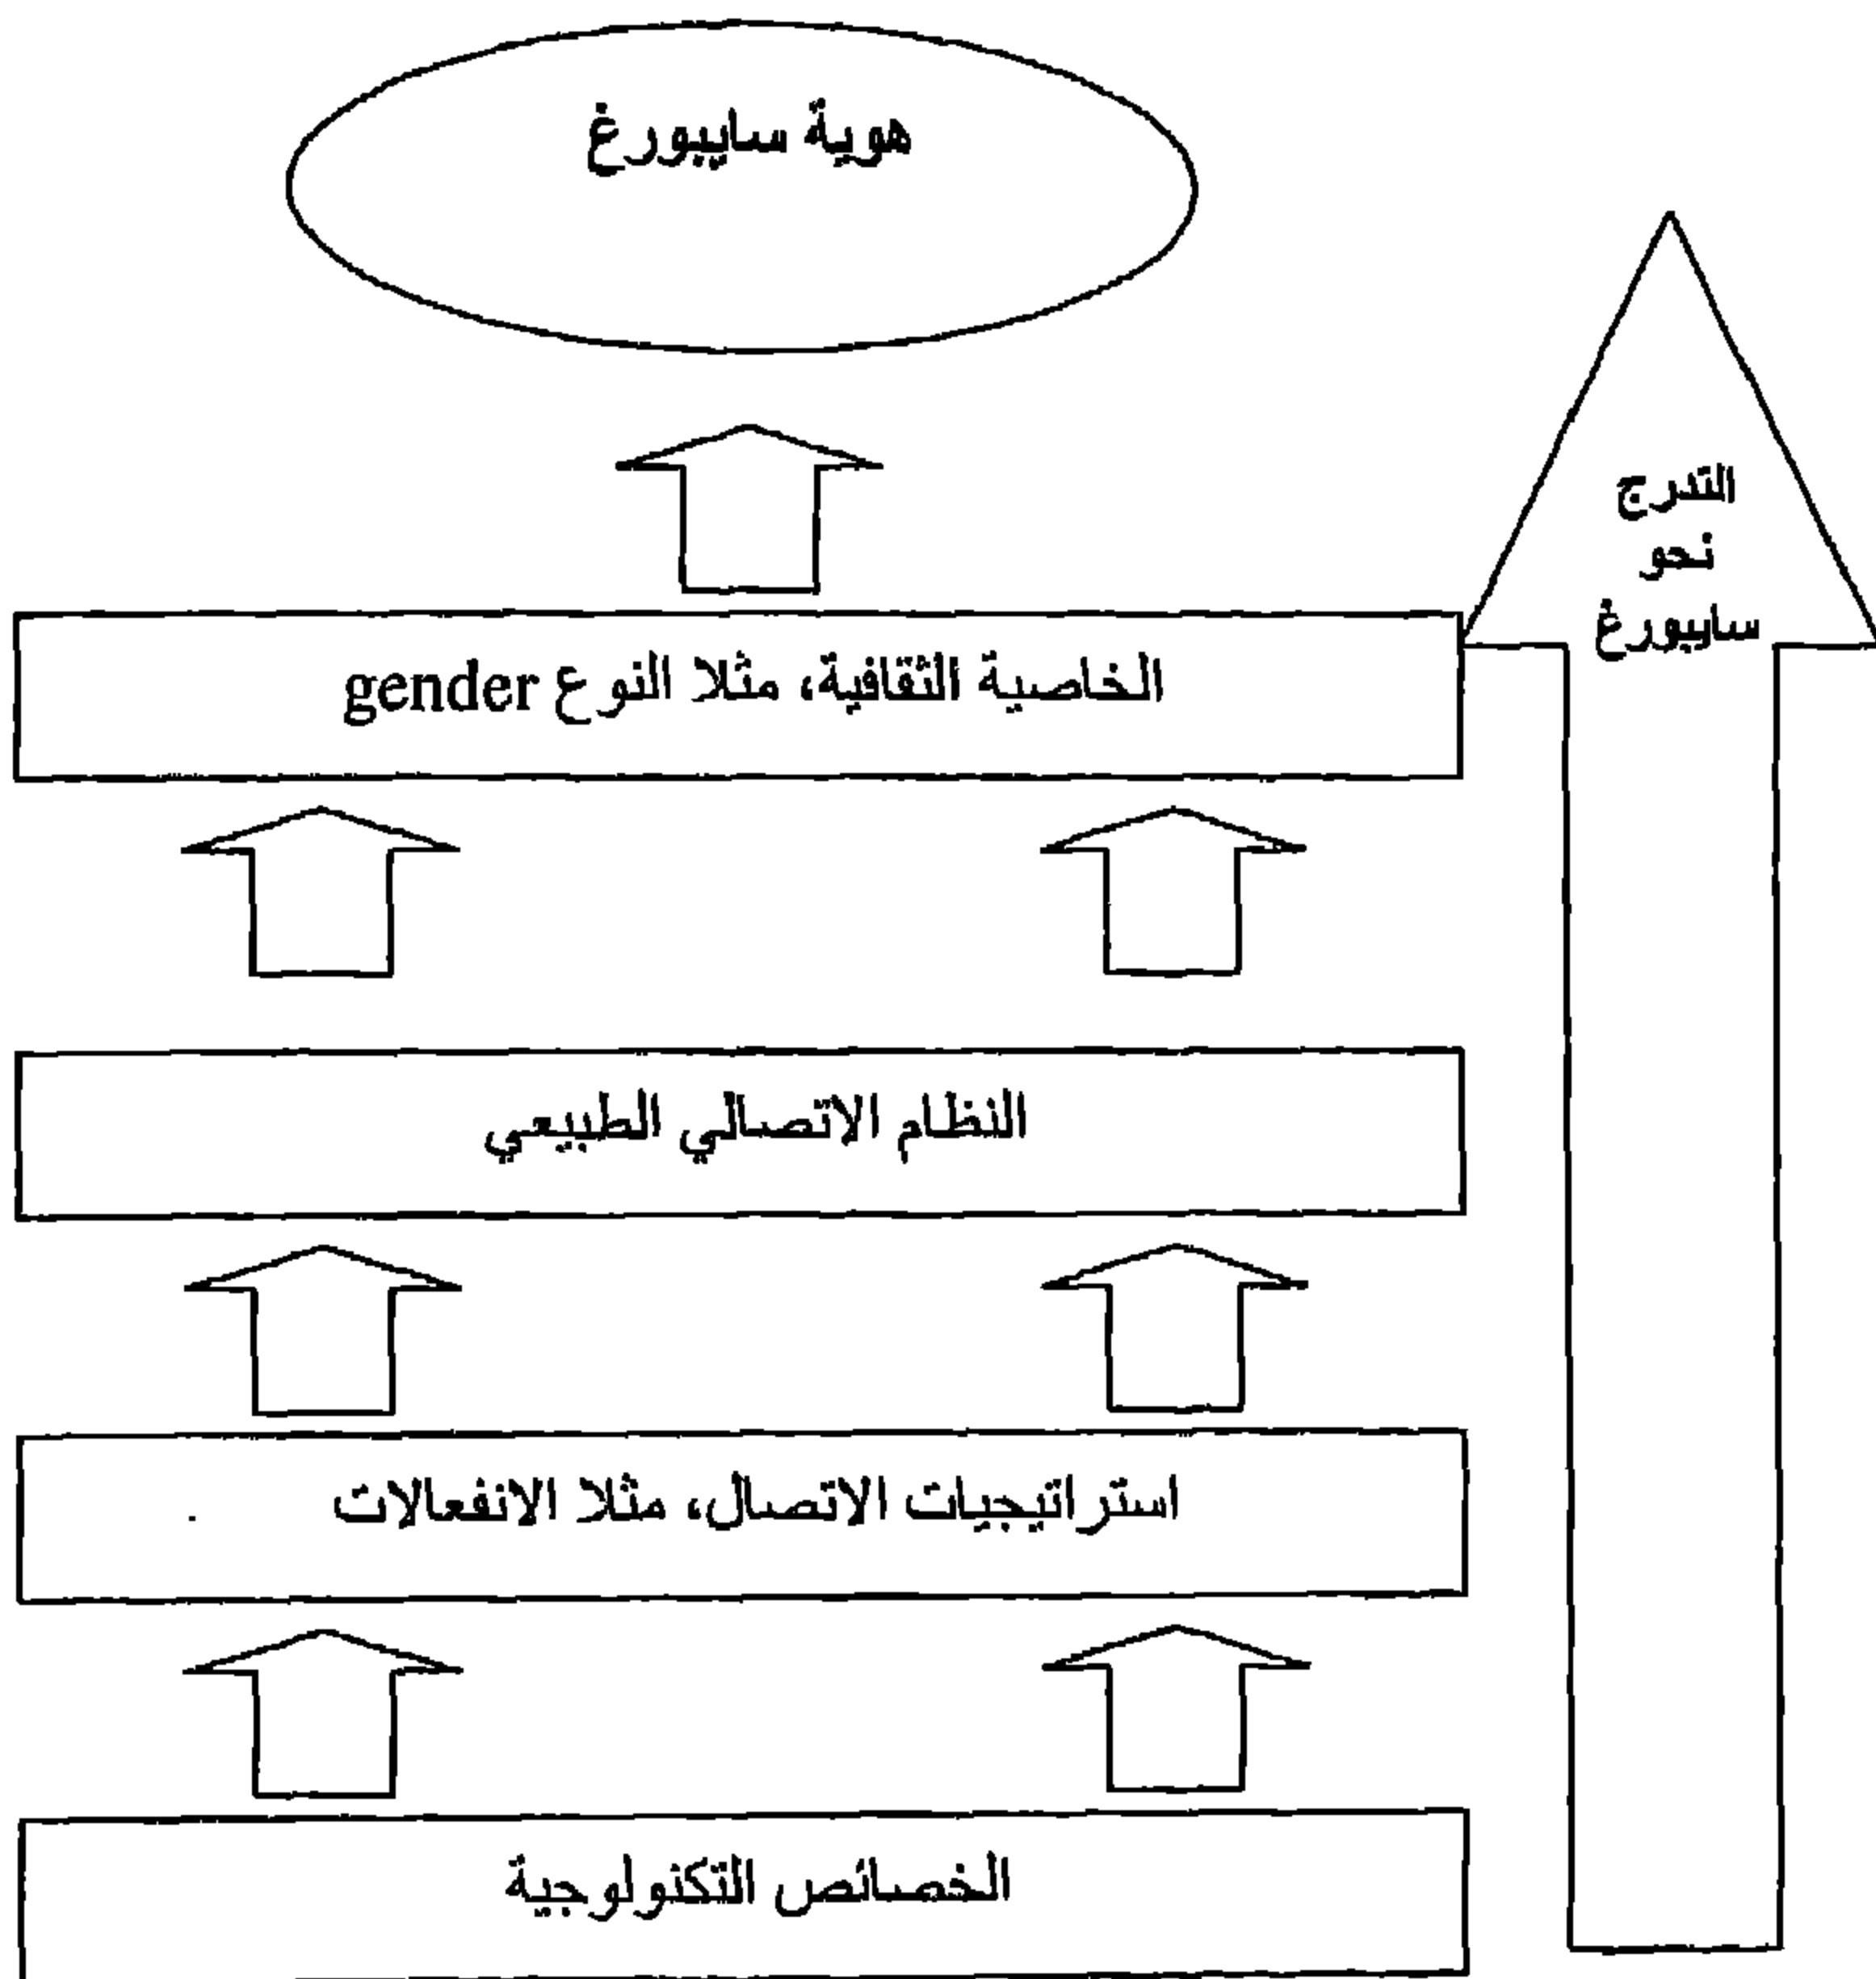 هوية سايبورغ
التدرج
نحو
سايبورغ
الخاصية الثقافية، مثلا النوع gender
النظام الاتصالي الطبيعي
استراتيجيات الاتصال، مثلا الانفعالات
الخصائص التكنولوجية